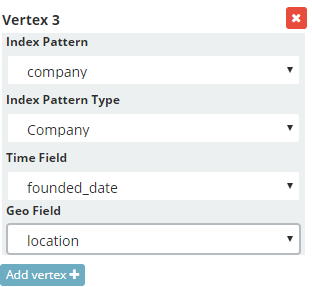 Vertex 3
Index Pattern
company
Index Pattern Type
Company
Time Field
founded_date
Geo Field
location
Add vertex +